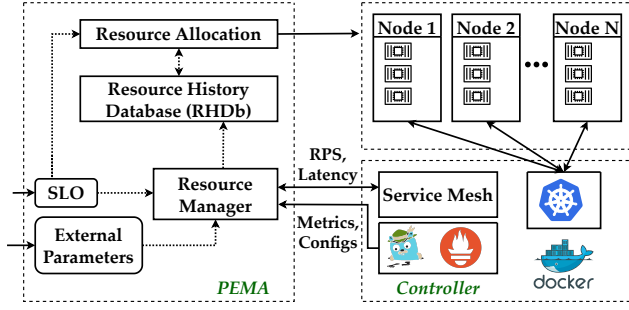 Resource Allocation
Node 1
Node 2
Node N
Resource History
Database (RHDb)
RPS,
Latency
SLO
Resource
Manager
Service Mesh
External
Parameters
Metrics,
Configs
PEMA
Controller
docker